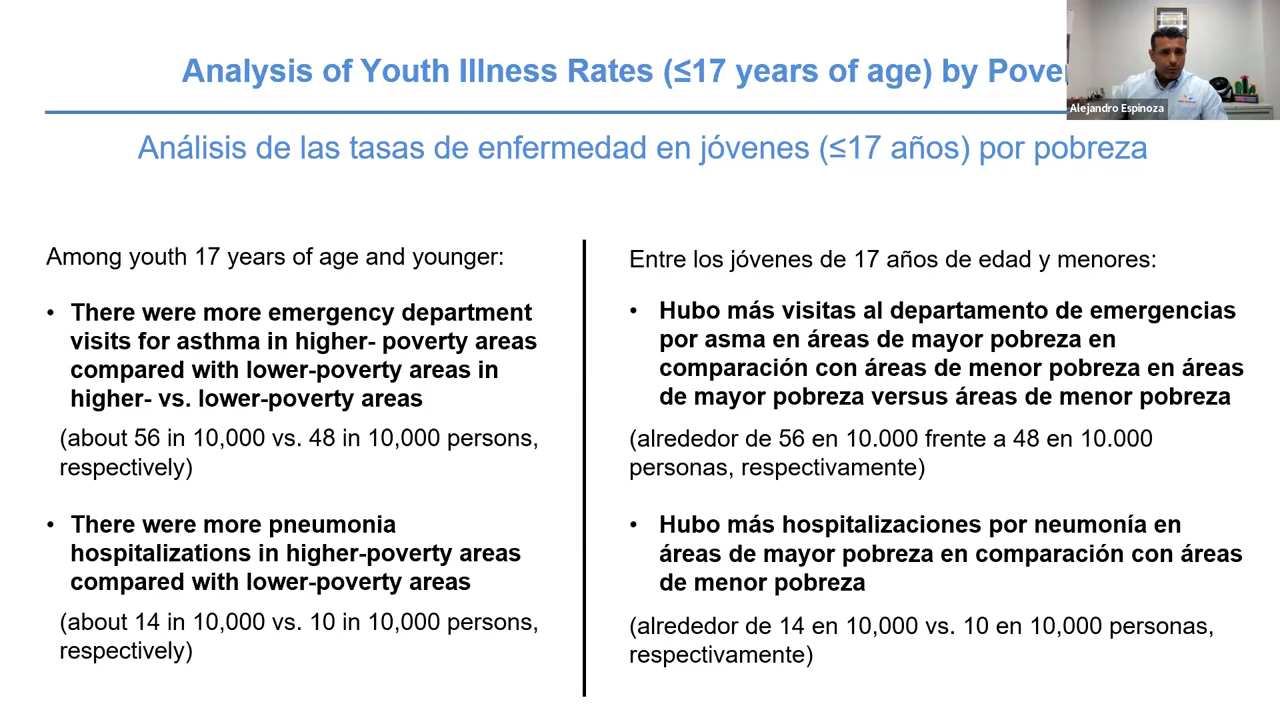 Analysis of Youth Illness Rates (≤17 years of age) by
Alejandro Espinoza
Análisis de las tasas de enfermedad en jóvenes (≤17 años) por pobreza
Among youth 17 years of age and younger:
• There were more emergency department
visits for asthma in higher- poverty areas
compared with lower-poverty areas in
higher- vs. lower-poverty areas
(about 56 in 10,000 vs. 48 in 10,000 persons,
respectively)
• There were more pneumonia
hospitalizations in higher-poverty areas
compared with lower-poverty areas
(about 14 in 10,000 vs. 10 in 10,000 persons,
respectively)
Entre los jóvenes de 17 años de edad y menores:
• Hubo más visitas al departamento de emergencias
por asma en áreas de mayor pobreza en
comparación con áreas de menor pobreza en áreas
de mayor pobreza versus áreas de menor pobreza
(alrededor de 56 en 10.000 frente a 48 en 10.000
personas, respectivamente)
• Hubo más hospitalizaciones por neumonía en
áreas de mayor pobreza en comparación con áreas
de menor pobreza
(alrededor de 14 en 10,000 vs. 10 en 10,000 personas,
respectivamente)